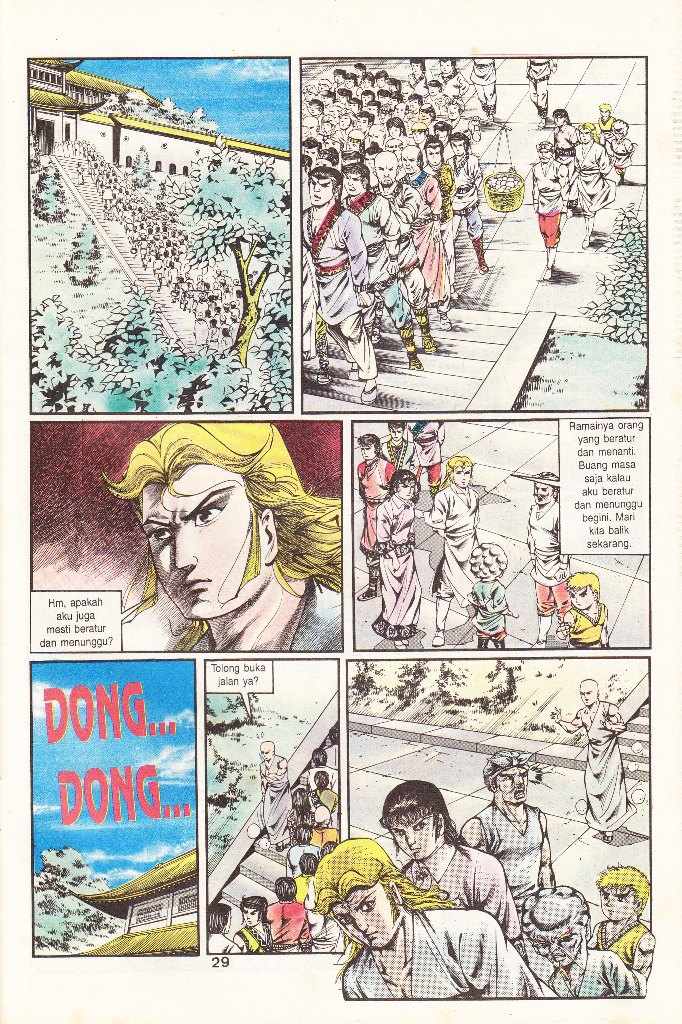 Hm, apakah
aku juga
mesti beratur
dan menunggu?
Ramainya orang
yang beratur
dan menanti.
Buang masa
saja kalau
aku beratur
dan menunggu
begini. Mari
kita balik
sekarang.
DONG...
DONG...
Tolong buka
jalan ya?
29